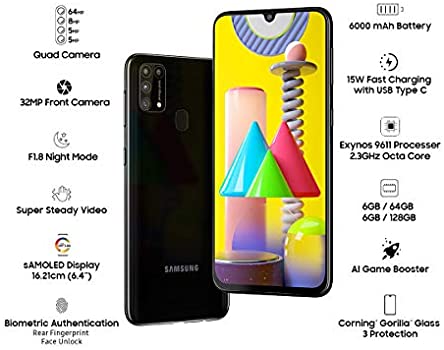 64MP
8MP
5MP
5MP
Quad Camera
32MP Front Camera
F1.8 Night Mode
Super Steady Video
sAMOLED Display
16.21cm (6.4")
Biometric Authentication
Rear Fingerprint
Face Unlock
SAMSUNG
6000 mAh Battery
15W Fast Charging
with USB Type C
Exynos 9611 Processer
2.3GHz Octa Core
6GB / 64GB
6GB / 128GB
AI Game Booster
Corning® Gorilla® Glass
3 Protection